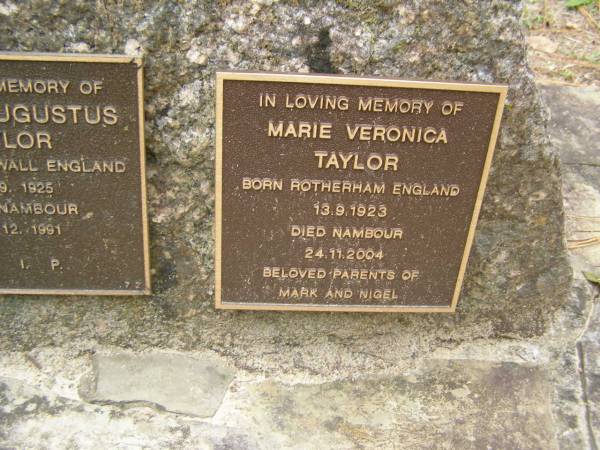 MEMORY OF
UGUSTUS
LOR
WALL ENGLAND
9. 1925
NAMBOUR
12. 1991
I. P.
72
IN LOVING MEMORY OF
MARIE VERONICA
TAYLOR
BORN ROTHERHAM ENGLAND
13.9.1923
DIED NAMBOUR
24.11.2004
BELOVED PARENTS OF
MARK AND NIGEL